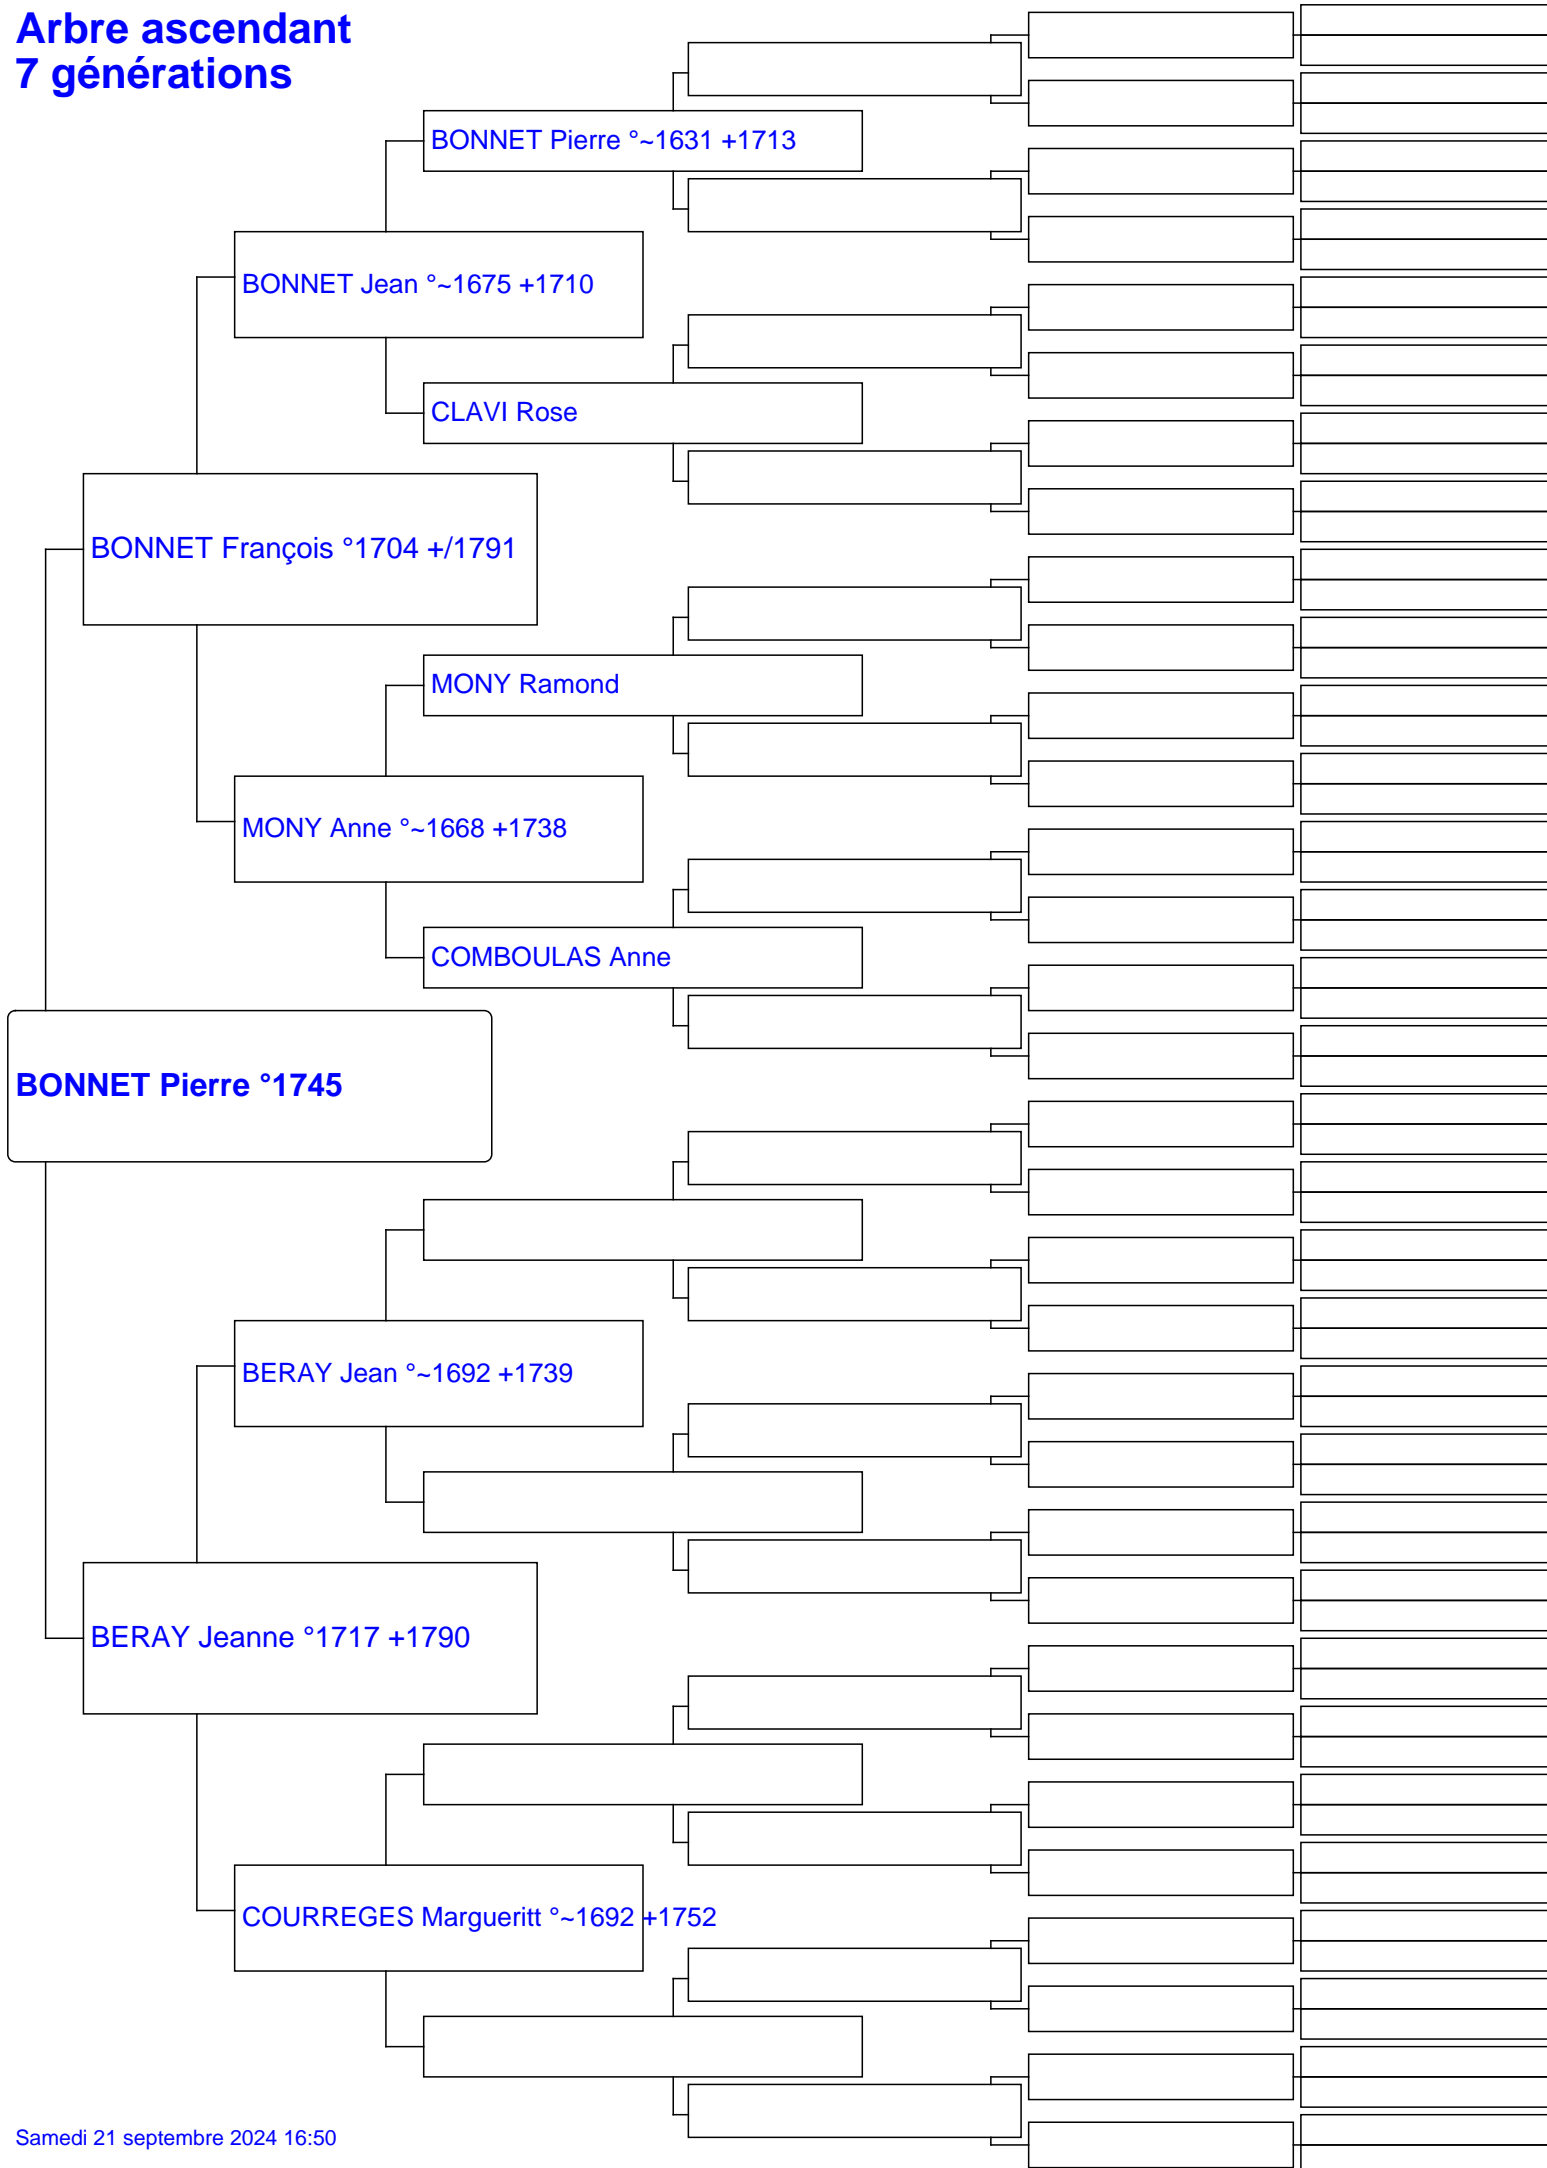 Arbre ascendant
7 générations
BONNET Pierre °~1631 +1713
BONNET Jean °~1675 +1710
CLAVI Rose
BONNET François °1704 +/1791
MONY Ramond
MONY Anne °~1668 +1738
COMBOULAS Anne
BONNET Pierre °1745
BERAY Jean °~1692 +1739
BERAY Jeanne °1717 +1790
COURREGES Margueritt °~1692 +1752
Samedi 21 septembre 2024 16:50